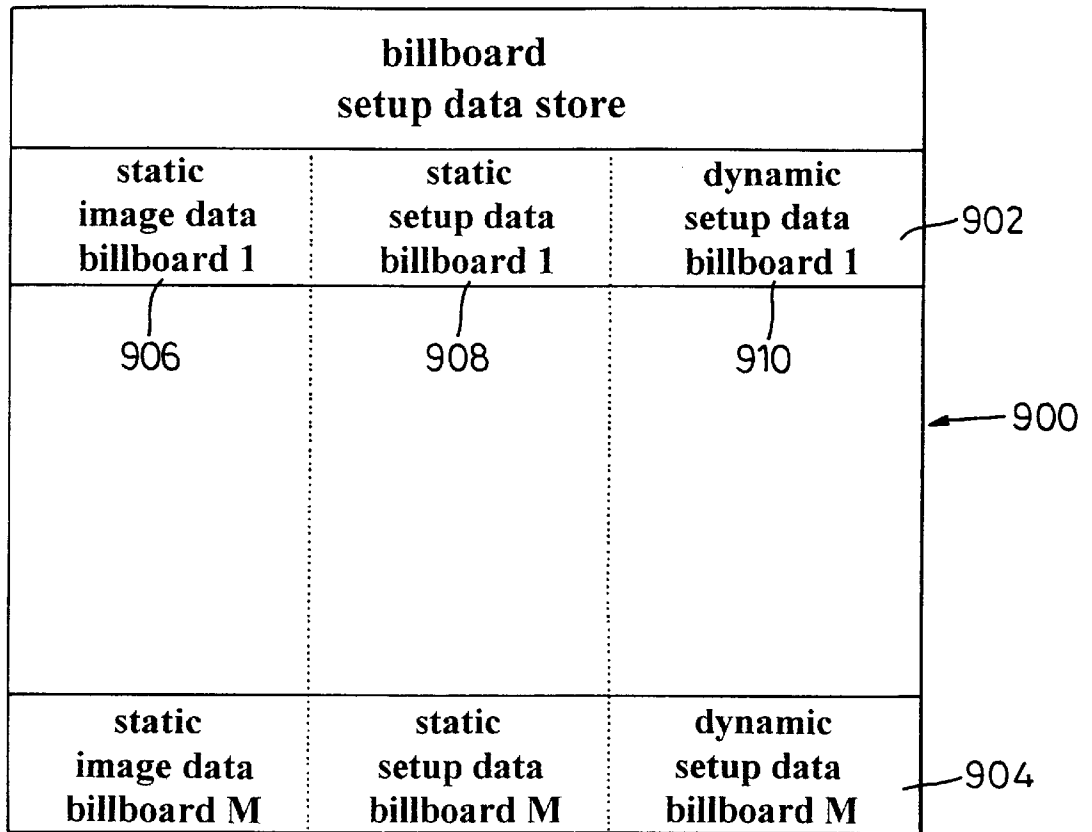 billboard
setup data store
static static dynamic
image data setup data setup data
billboard 1 billboard 1 billboard 1
902
906 908 910
900
static static dynamic
image data setup data setup data
billboard M billboard M billboard M
904